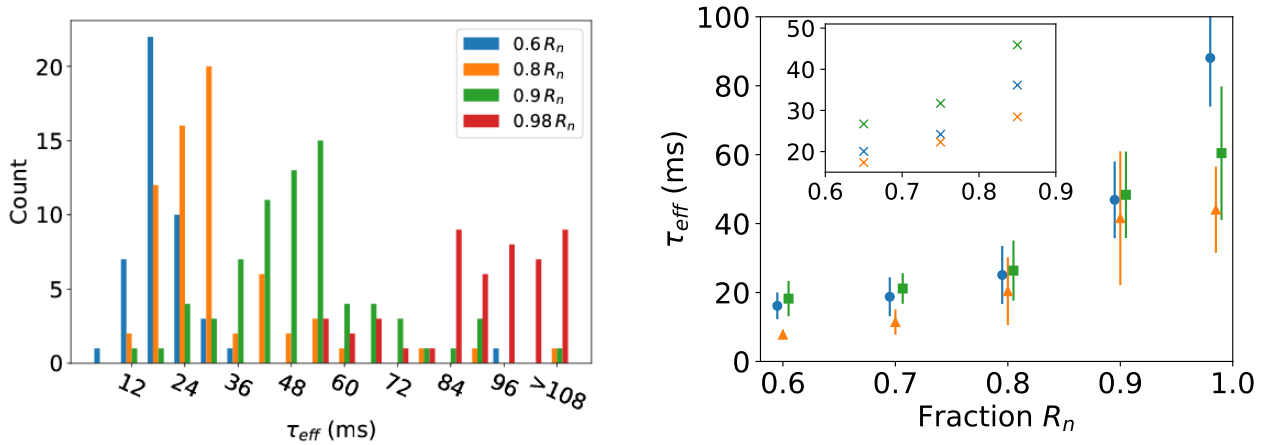 20
15
10
5
0
Count
0.6 Rₙ
0.8 Rₙ
0.9 Rₙ
0.98 Rₙ
12 24 36 48 60 72 84 96 >108
τ_eff (ms)
100
80
60
40
20
0
τ_eff (ms)
50
40
30
20
0.6 0.7 0.8 0.9
0.6 0.7 0.8 0.9 1.0
Fraction Rₙ